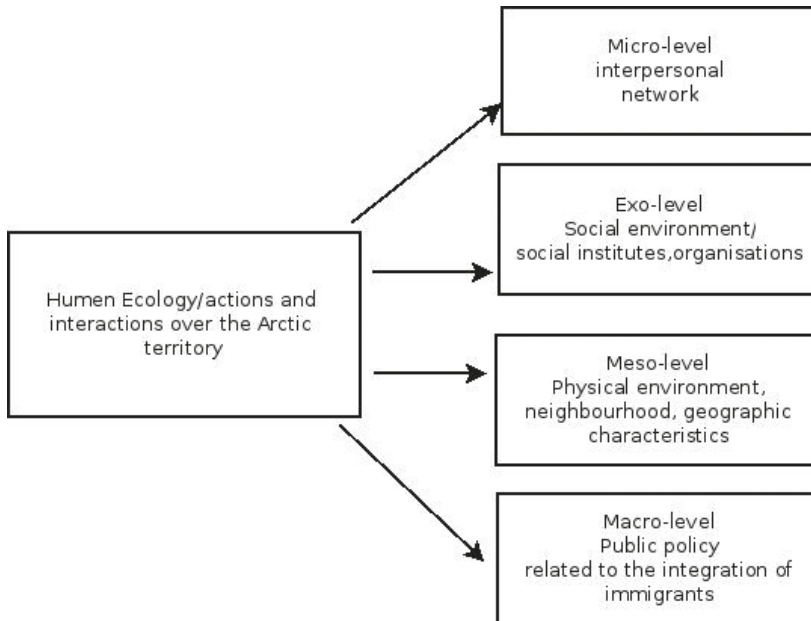 Micro-level
interpersonal
network
Exo-level
Social environment/
social institutes,organisations
Human Ecology/actions and
interactions over the Arctic
territory
Meso-level
Physical environment,
neighbourhood, geographic
characteristics
Macro-level
Public policy
related to the integration of
immigrants